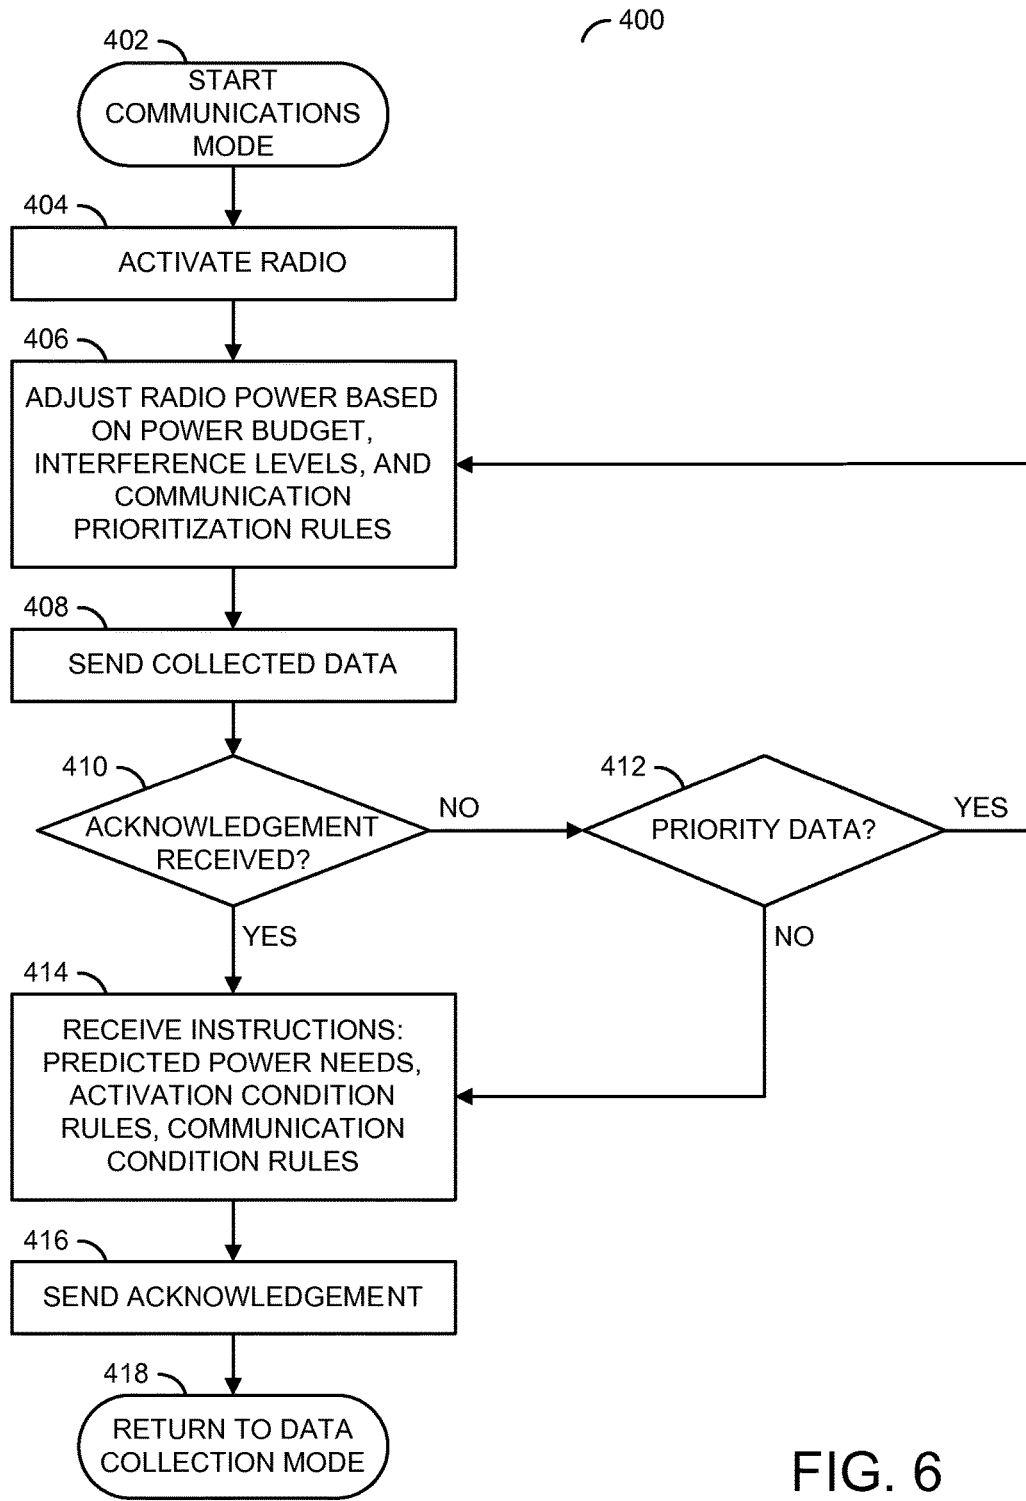 400
402
START
COMMUNICATIONS
MODE
404
ACTIVATE RADIO
406
ADJUST RADIO POWER BASED
ON POWER BUDGET,
INTERFERENCE LEVELS, AND
COMMUNICATION
PRIORITIZATION RULES
408
SEND COLLECTED DATA
410
ACKNOWLEDGEMENT
RECEIVED?
NO
412
PRIORITY DATA?
YES
YES
NO
414
RECEIVE INSTRUCTIONS:
PREDICTED POWER NEEDS,
ACTIVATION CONDITION
RULES, COMMUNICATION
CONDITION RULES
416
SEND ACKNOWLEDGEMENT
418
RETURN TO DATA
COLLECTION MODE
FIG. 6